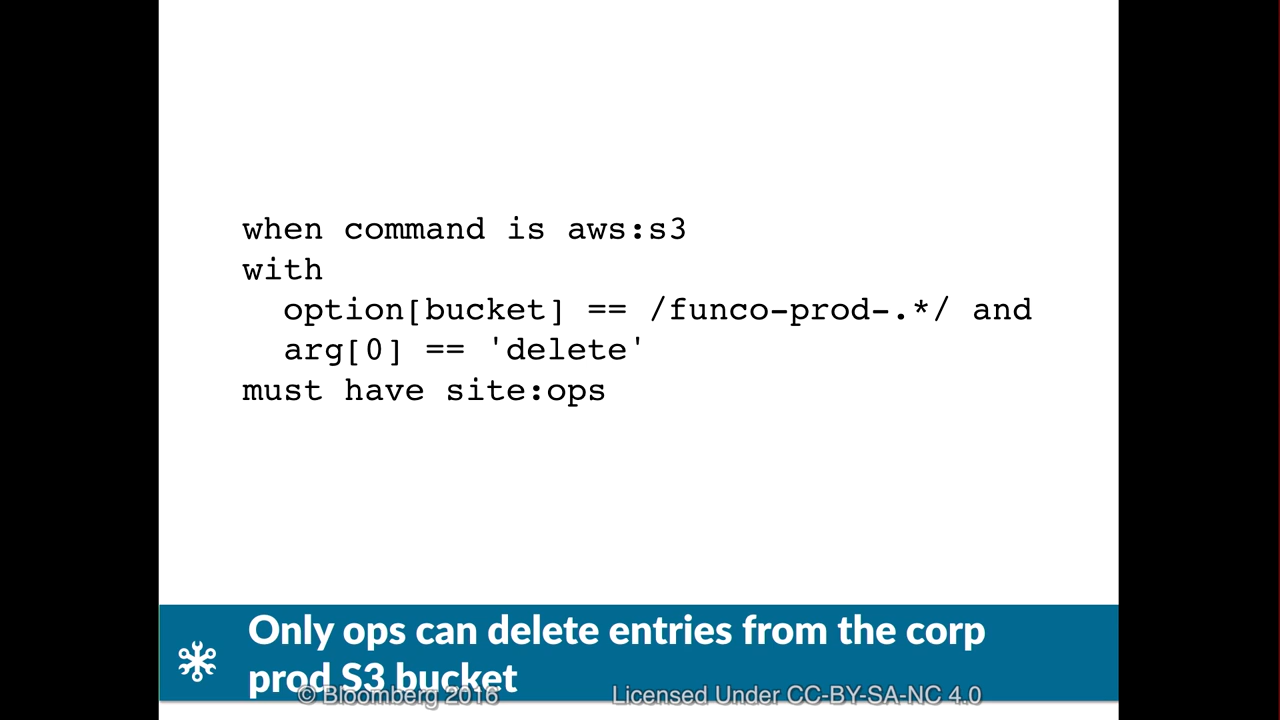 when command is aws:s3
with
option[bucket] == /funco-prod-.*/ and
arg[0] == 'delete'
must have site:ops
Only ops can delete entries from the corp
prod S3 bucket
© Bloomberg 2016 Licensed Under CC-BY-SA-NC 4.0